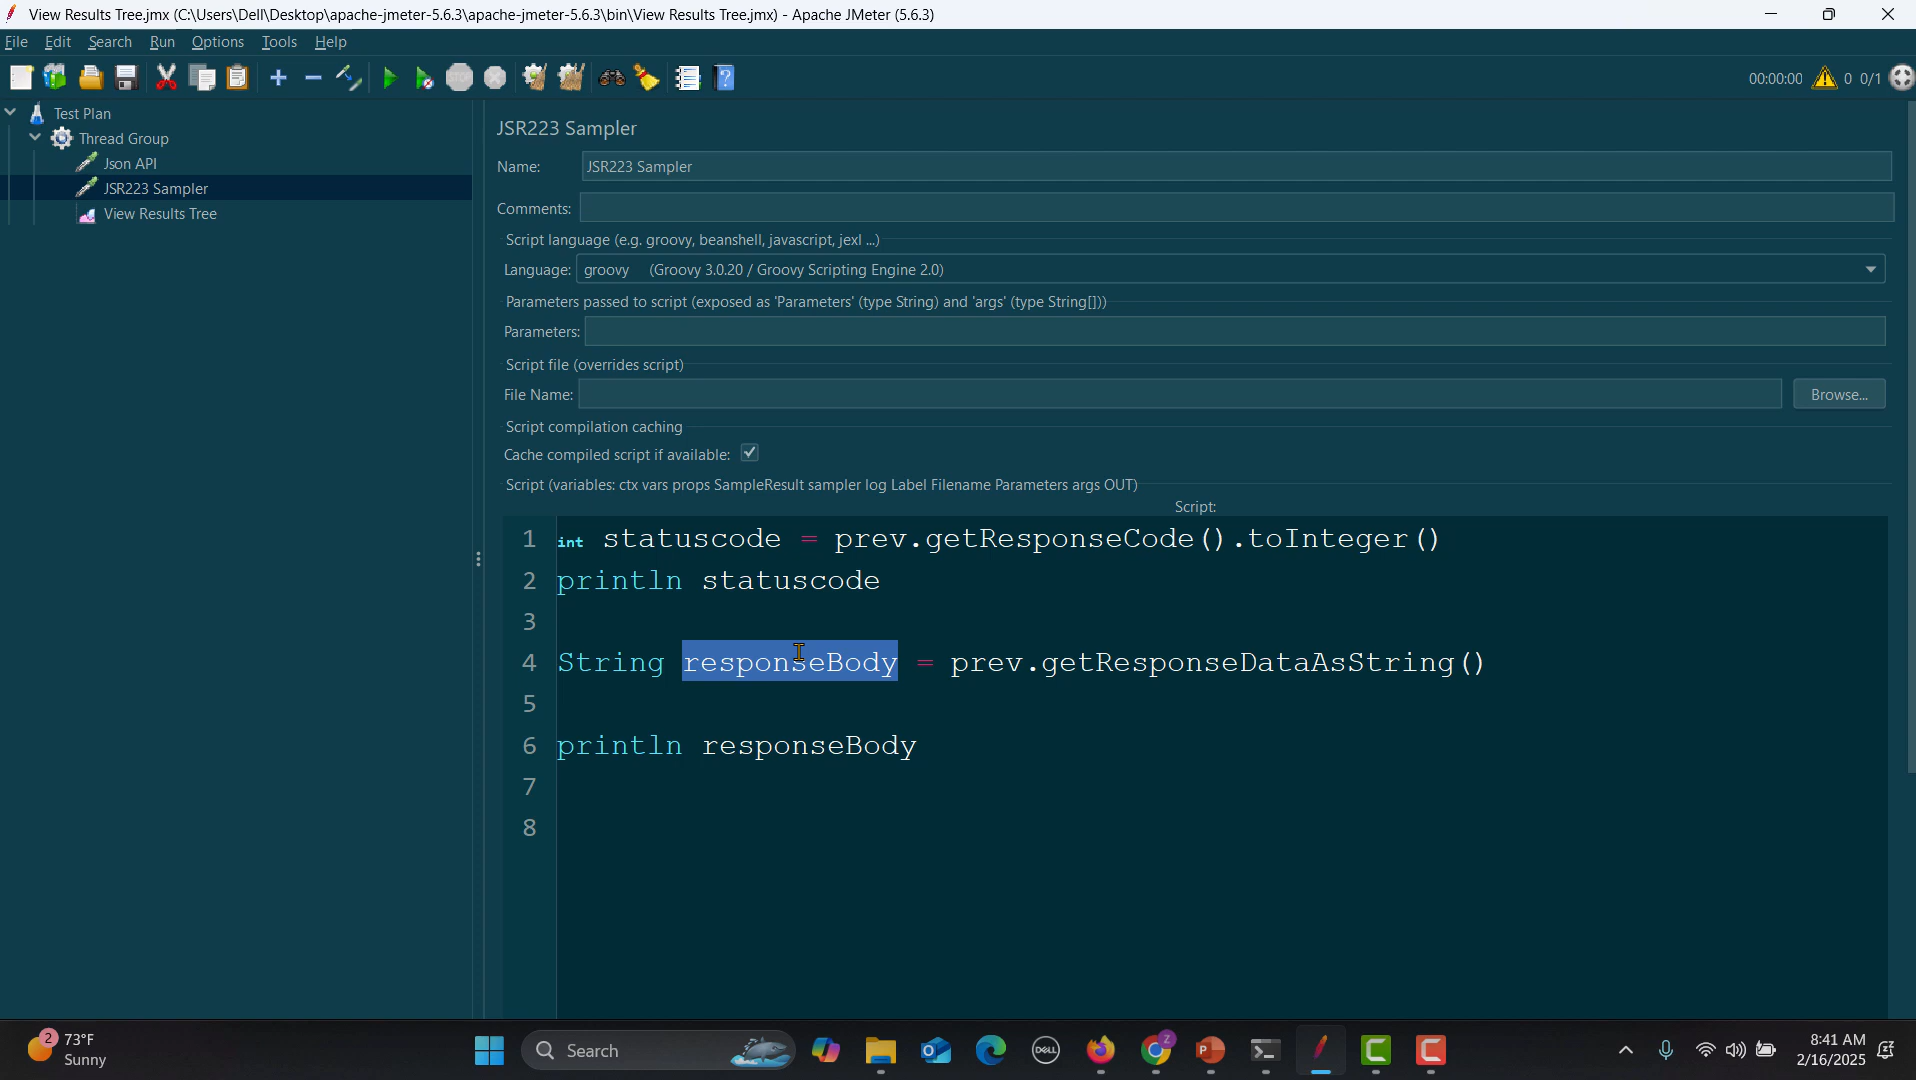 View Results Tree.jmx (C:\Users\Dell\Desktop\apache-jmeter-5.6.3\apache-jmeter-5.6.3\bin\View Results Tree.jmx) - Apache JMeter (5.6.3)
File Edit Search Run Options Tools Help
STOP
00:00:00 0 0/1
Test Plan
Thread Group
Json API
JSR223 Sampler
View Results Tree
JSR223 Sampler
Name: JSR223 Sampler
Comments:
Script language (e.g. groovy, beanshell, javascript, jexl ...)
Language: groovy (Groovy 3.0.20 / Groovy Scripting Engine 2.0)
Parameters passed to script (exposed as 'Parameters' (type String) and 'args' (type String[]))
Parameters:
Script file (overrides script)
File Name: Browse...
Script compilation caching
Cache compiled script if available:
Script (variables: ctx vars props SampleResult sampler log Label Filename Parameters args OUT)
Script:
1 int statuscode = prev.getResponseCode().toInteger()
2 println statuscode
3
4 String responseBody = prev.getResponseDataAsString()
5
6 println responseBody
7
8
2 73°F
Sunny
Search
DELL
Z
8:41 AM
2/16/2025